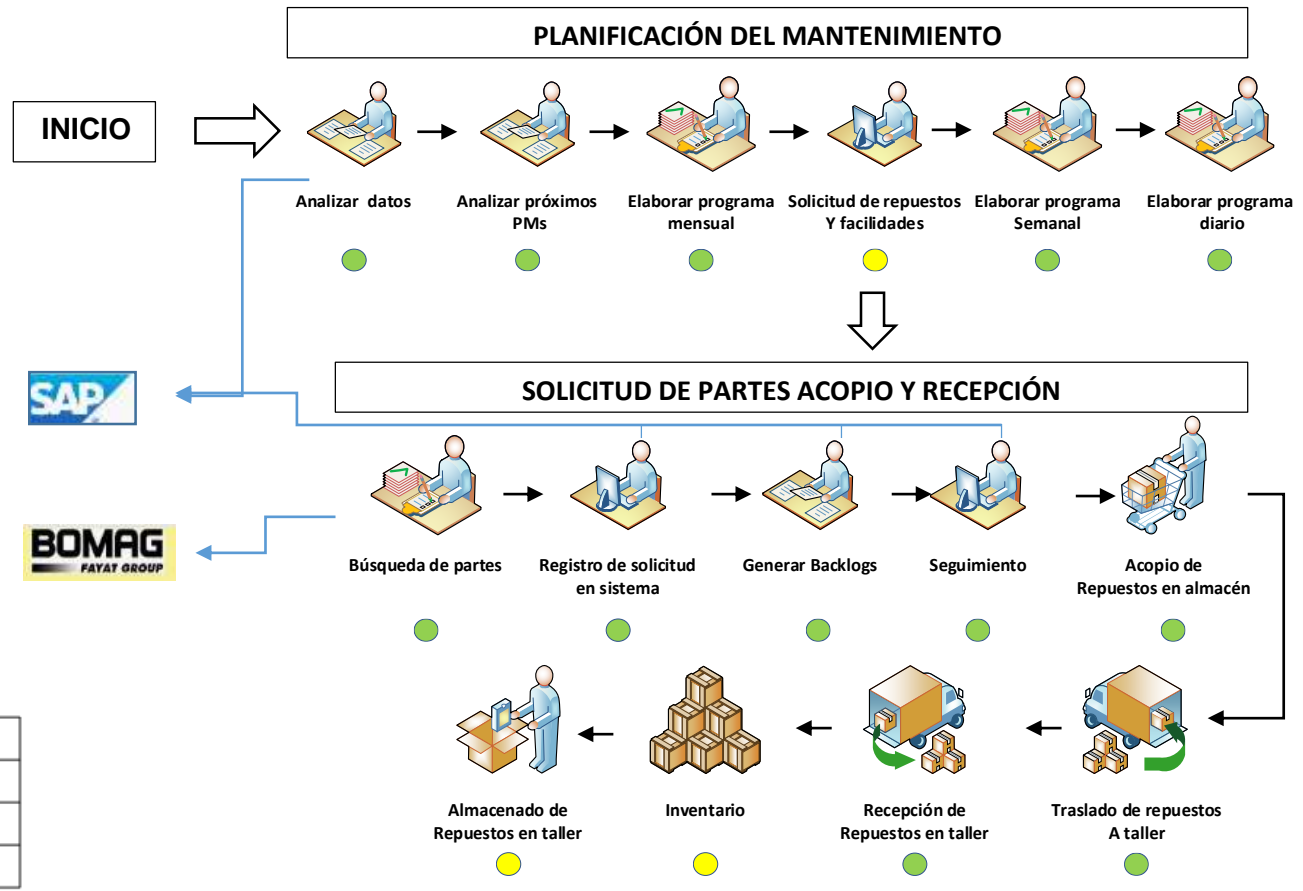 PLANIFICACIÓN DEL MANTENIMIENTO
INICIO
Analizar datos
Analizar próximos
PMs
Elaborar programa
mensual
Solicitud de repuestos
Y facilidades
Elaborar programa
Semanal
Elaborar programa
diario
SAP
SOLICITUD DE PARTES ACOPIO Y RECEPCIÓN
BOMAG
FAYAT GROUP
Búsqueda de partes
Registro de solicitud
en sistema
Generar Backlogs
Seguimiento
Acopio de
Repuestos en almacén
Almacenado de
Repuestos en taller
Inventario
Recepción de
Repuestos en taller
Traslado de repuestos
A taller